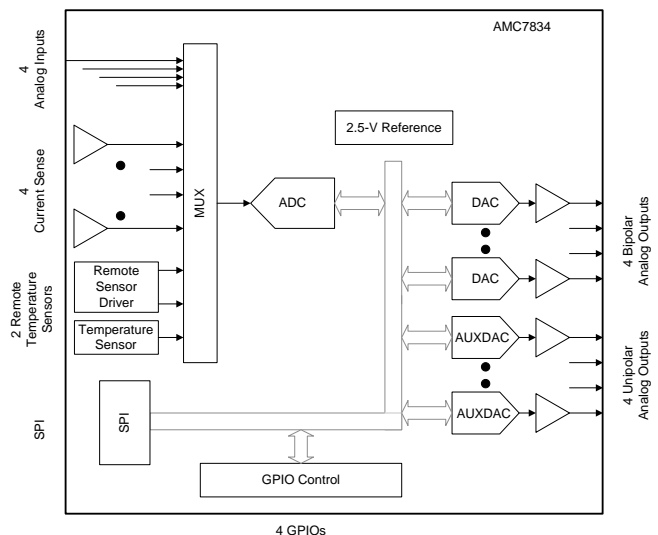 AMC7834
4
Analog Inputs
4
Current Sense
2 Remote
Temperature
Sensors
SPI
MUX
Remote
Sensor
Driver
Temperature
Sensor
SPI
ADC
2.5-V Reference
GPIO Control
DAC
DAC
AUXDAC
AUXDAC
4 Bipolar
Analog Outputs
4 Unipolar
Analog Outputs
4 GPIOs